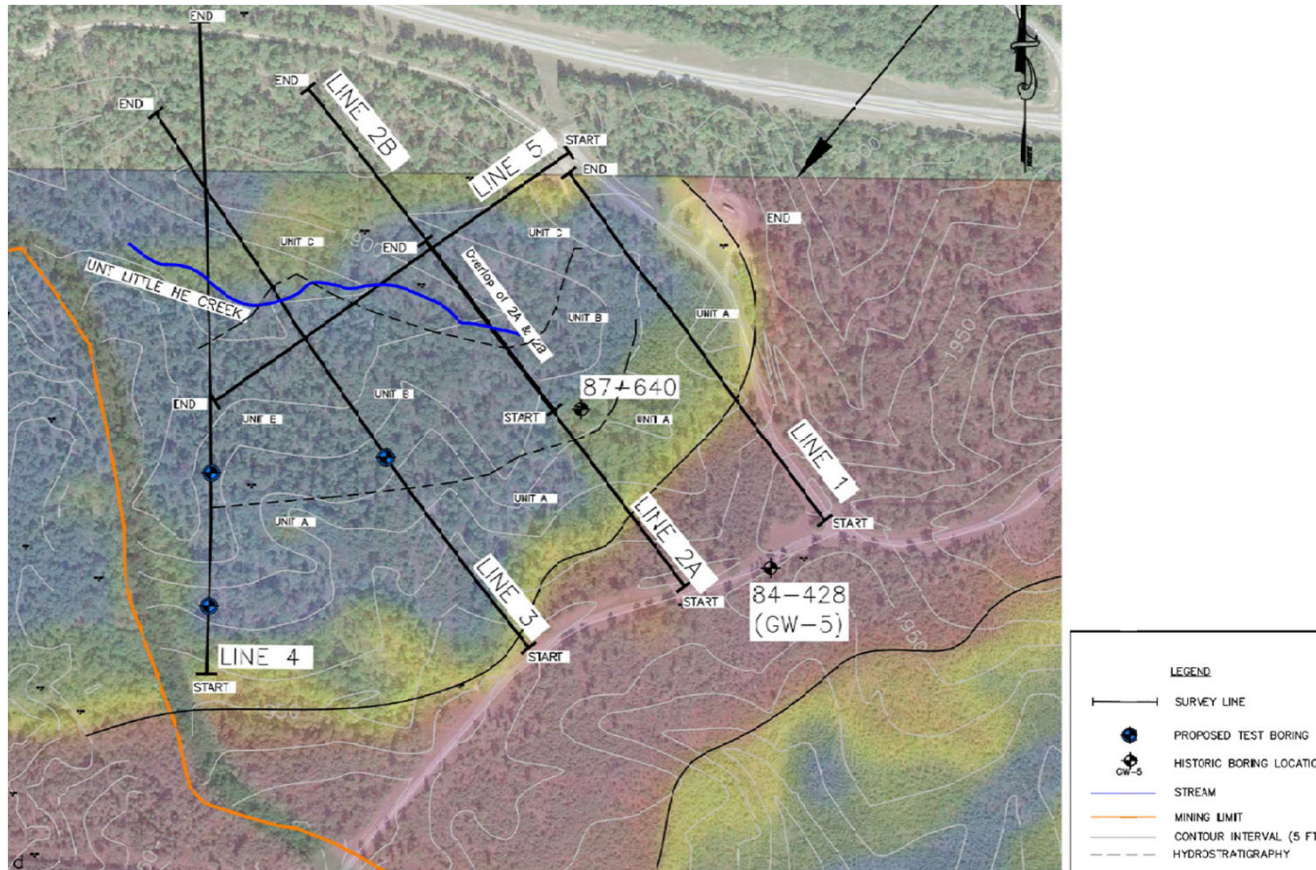 END
END
END
LINE 2B
LINE 5
START
END
END
UNIT C
UNIT C
190
END
UNT LITTLE HE CREEK
Overlap of 2A & 2B
UNIT B
UNIT A
1950
87-640
END
UNIT B
UNIT E
START
UNIT A
LINE 1
UNIT A
UNIT A
START
LINE 2A
LINE 3
84-428
(GW-5)
START
START
1950
LINE 4
START
d
LEGEND
SURVEY LINE
PROPOSED TEST BORING
HISTORIC BORING LOCATIO
GW-5
STREAM
MINING LIMIT
CONTOUR INTERVAL (5 FT
HYDROSTRATIGRAPHY